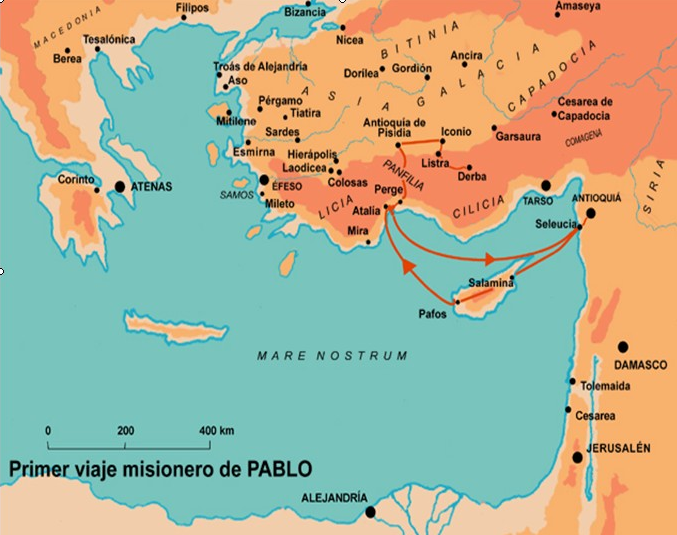 Filipos
Bizancia
Amaseya
MACEDONIA
Tesalónica
Berea
Nicea
BITINIA
Ancira
Troás de Alejandría
Dorilea
Gordión
Aso
ASIA
GALACIA
CAPADOCIA
Pérgamo
Tiatira
Cesarea de
Capadocia
Mitilene
Sardes
Antioquia de
Pisidia
Iconio
Garsaura
COMAGENA
Esmirna
Hierápolis
Laodicea
Colosas
Listra
Derba
PANFILIA
Corinto
ATENAS
ÉFESO
SAMOS
Mileto
LICIA
Perge
Atalia
CILICIA
TARSO
ANTIOQUIÁ
SIRIA
Mira
Seleucia
Salamina
Pafos
MARE NOSTRUM
DAMASCO
Tolemaida
Cesarea
0 200 400 km
JERUSALÉN
Primer viaje misionero de PABLO
ALEJANDRÍA